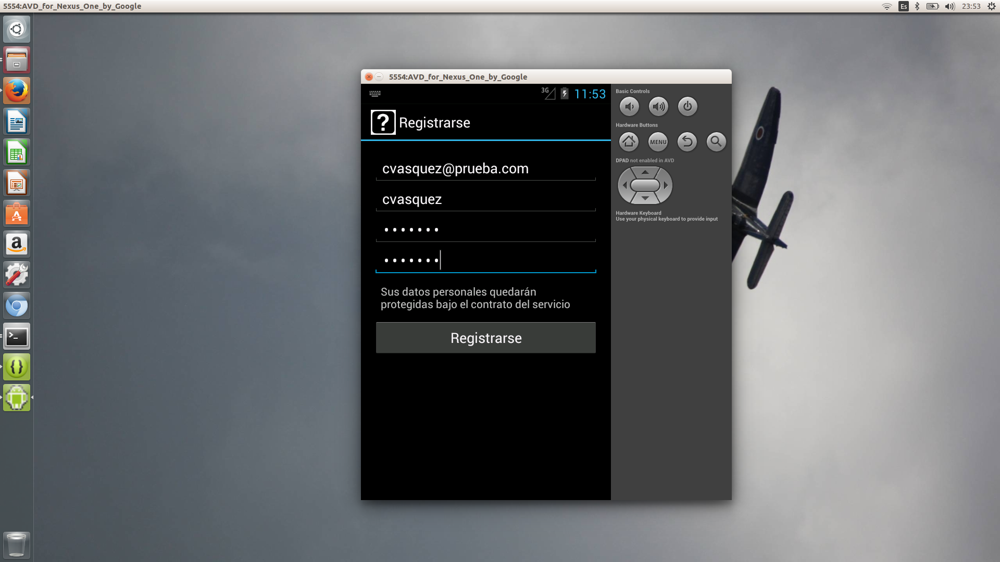 5554:AVD_for_Nexus_One_by_Google
Es
23:53
5554:AVD_for_Nexus_One_by_Google
3G
11:53
Registrarse
cvasquez@prueba.com
cvasquez
Sus datos personales quedarán
protegidas bajo el contrato del servicio
Registrarse
Basic Controls
Hardware Buttons
MENU
DPAD not enabled in AVD
Hardware Keyboard
Use your physical keyboard to provide input